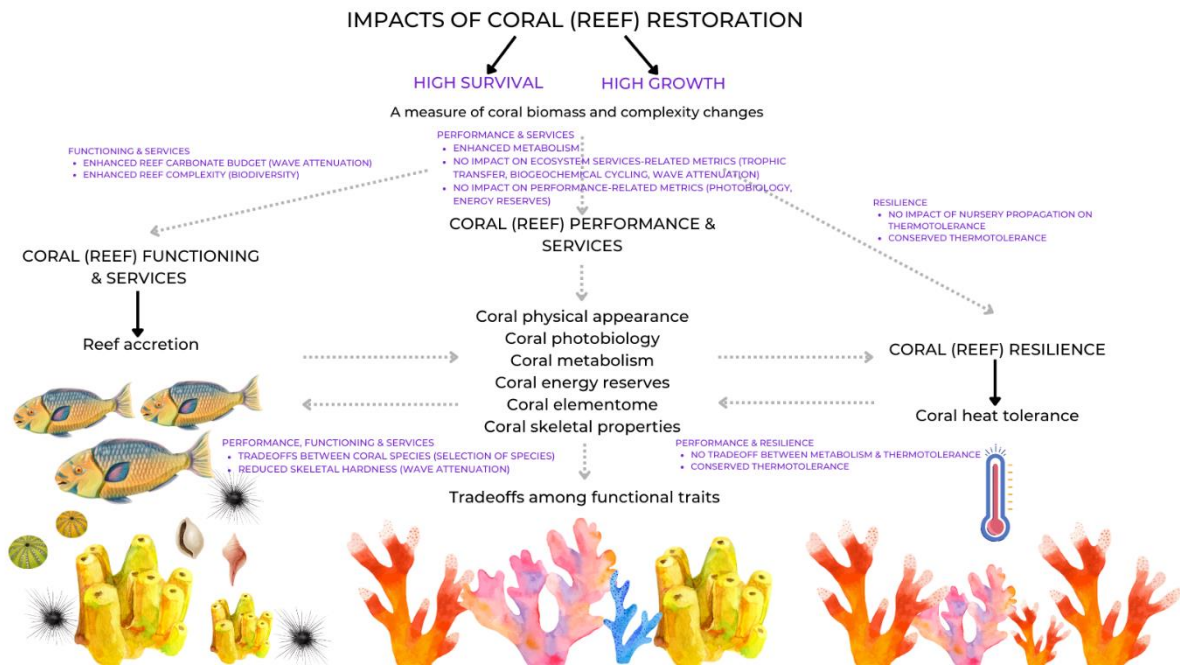 IMPACTS OF CORAL (REEF) RESTORATION
HIGH SURVIVAL
HIGH GROWTH
A measure of coral biomass and complexity changes
FUNCTIONING & SERVICES
• ENHANCED REEF CARBONATE BUDGET (WAVE ATTENUATION)
• ENHANCED REEF COMPLEXITY (BIODIVERSITY)
PERFORMANCE & SERVICES
• ENHANCED METABOLISM
• NO IMPACT ON ECOSYSTEM SERVICES-RELATED METRICS (TROPHIC
TRANSFER, BIOGEOCHEMICAL CYCLING, WAVE ATTENUATION)
• NO IMPACT ON PERFORMANCE-RELATED METRICS (PHOTOBIOLOGY,
ENERGY RESERVES)
RESILIENCE
• NO IMPACT OF NURSERY PROPAGATION ON
THERMOTOLERANCE
• CONSERVED THERMOTOLERANCE
CORAL (REEF) FUNCTIONING
& SERVICES
Reef accretion
CORAL (REEF) PERFORMANCE &
SERVICES
Coral physical appearance
Coral photobiology
Coral metabolism
Coral energy reserves
Coral elementome
Coral skeletal properties
CORAL (REEF) RESILIENCE
Coral heat tolerance
PERFORMANCE, FUNCTIONING & SERVICES
• TRADEOFFS BETWEEN CORAL SPECIES (SELECTION OF SPECIES)
• REDUCED SKELETAL HARDNESS (WAVE ATTENUATION)
PERFORMANCE & RESILIENCE
• NO TRADEOFF BETWEEN METABOLISM & THERMOTOLERANCE
• CONSERVED THERMOTOLERANCE
Tradeoffs among functional traits